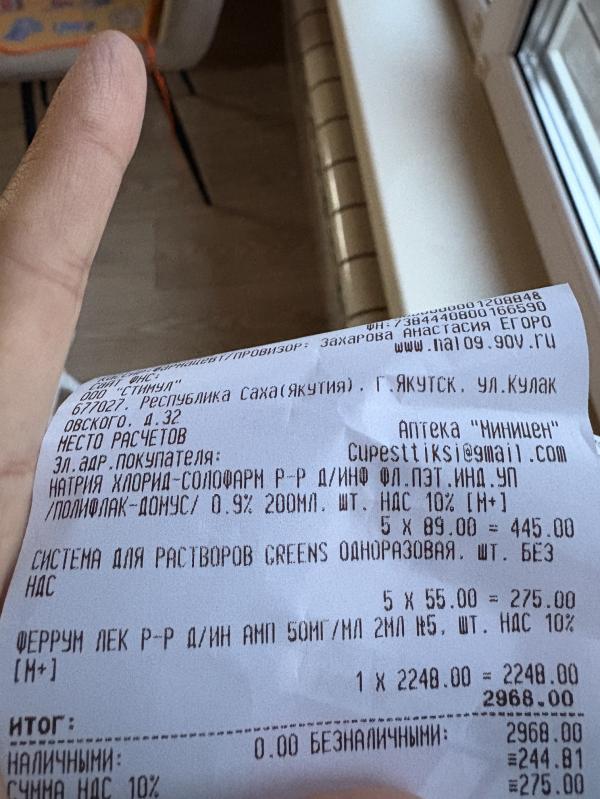 ФН:7384440800166590
ФАРМАЦЕВТ/ПРОВИЗОР: ЗАХАРОВА АНАСТАСИЯ ЕГОРО
САЙТ ФНС: www.nalog.gov.ru
ООО "СТИМУЛ"
677027, Республика Саха(Якутия), Г.ЯКУТСК, ул.Кулак
овского, д.32
МЕСТО РАСЧЕТОВ Аптека "Миницен"
Эл.адр.покупателя: Cupesttiksi@gmail.com
НАТРИЯ ХЛОРИД-СОЛОФАРМ Р-Р Д/ИНФ ФЛ.ПЭТ.ИНД.УП
/ПОЛИФЛАК-ДОМУС/ 0.9% 200МЛ, ШТ. НДС 10% [M+]
5 X 89.00 = 445.00
СИСТЕМА ДЛЯ РАСТВОРОВ GREENS ОДНОРАЗОВАЯ, ШТ. БЕЗ
НДС
5 X 55.00 = 275.00
ФЕРРУМ ЛЕК Р-Р Д/ИН АМП 50МГ/МЛ 2МЛ №5, ШТ. НДС 10%
[M+]
1 X 2248.00 = 2248.00
2968.00
ИТОГ:
2968.00
НАЛИЧНЫМИ: 0.00 БЕЗНАЛИЧНЫМИ: ≡244.81
СУММА НДС 10% ≡275.00